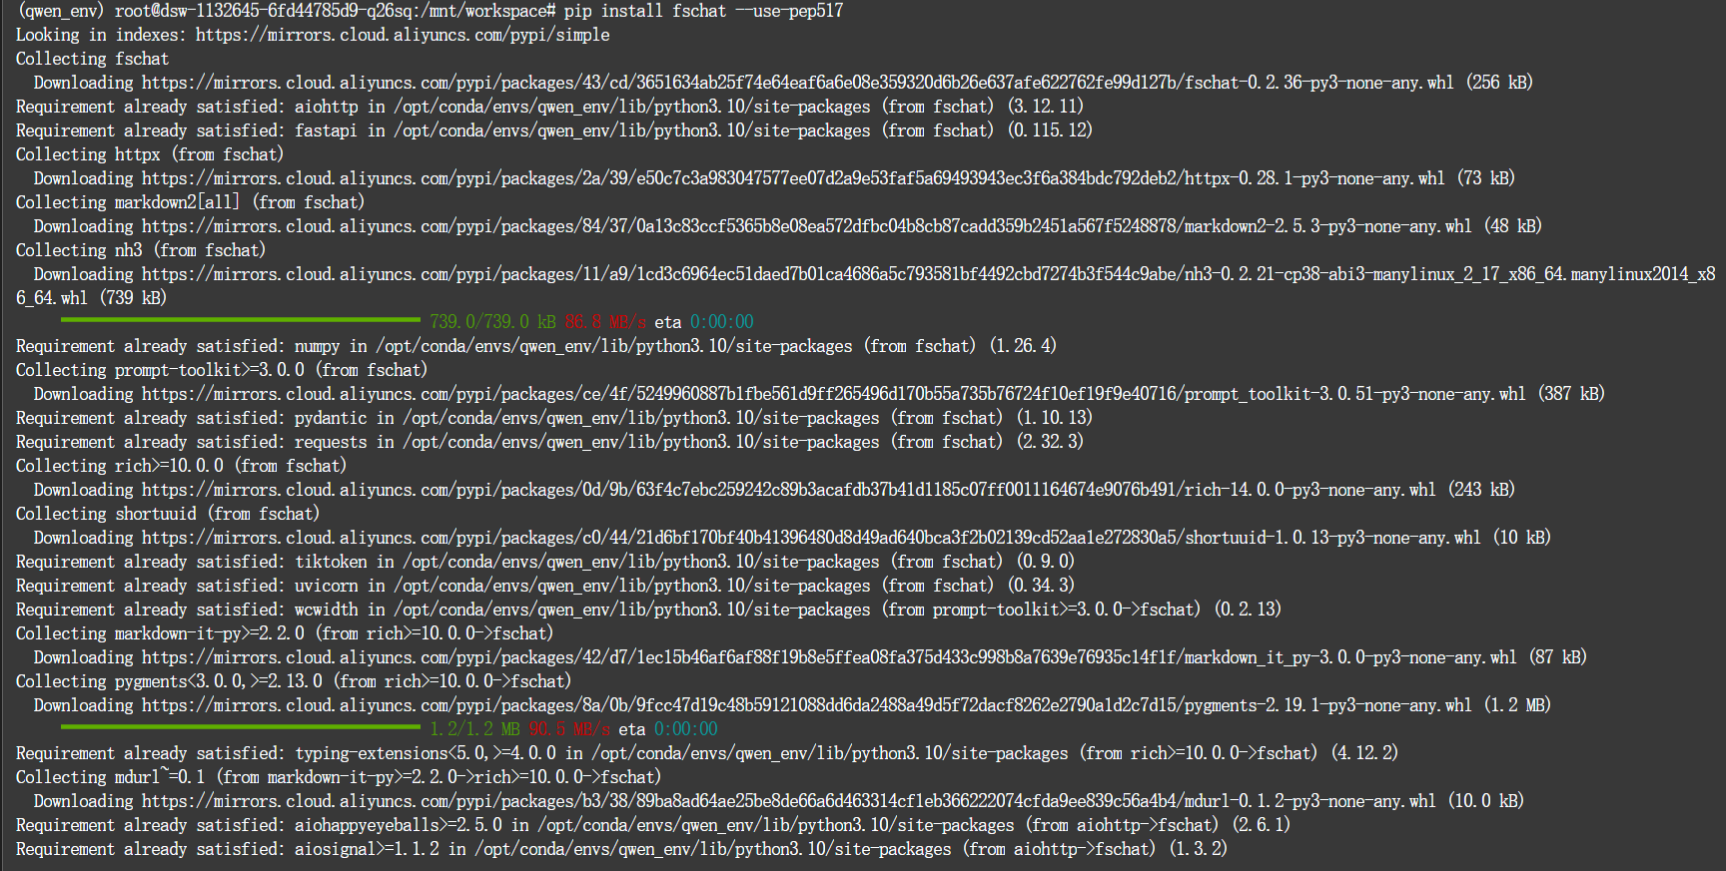 (qwen_env) root@dsw-1132645-6fd44785d9-q26sq:/mnt/workspace# pip install fschat --use-pep517
Looking in indexes: https://mirrors.cloud.aliyuncs.com/pypi/simple
Collecting fschat
Downloading https://mirrors.cloud.aliyuncs.com/pypi/packages/43/cd/3651634ab25f74e64eaf6a6e08e359320d6b26e637afe622762fe99d127b/fschat-0.2.36-py3-none-any.whl (256 kB)
Requirement already satisfied: aiohttp in /opt/conda/envs/qwen_env/lib/python3.10/site-packages (from fschat) (3.12.11)
Requirement already satisfied: fastapi in /opt/conda/envs/qwen_env/lib/python3.10/site-packages (from fschat) (0.115.12)
Collecting httpx (from fschat)
Downloading https://mirrors.cloud.aliyuncs.com/pypi/packages/2a/39/e50c7c3a983047577ee07d2a9e53faf5a69493943ec3f6a384bdc792deb2/httpx-0.28.1-py3-none-any.whl (73 kB)
Collecting markdown2[all] (from fschat)
Downloading https://mirrors.cloud.aliyuncs.com/pypi/packages/84/37/0a13c83ccf5365b8e08ea572dfbc04b8cb87cadd359b2451a567f5248878/markdown2-2.5.3-py3-none-any.whl (48 kB)
Collecting nh3 (from fschat)
Downloading https://mirrors.cloud.aliyuncs.com/pypi/packages/11/a9/1cd3c6964ec51daed7b01ca4686a5c793581bf4492cbd7274b3f544c9abe/nh3-0.2.21-cp38-abi3-manylinux_2_17_x86_64.manylinux2014_x8
6_64.whl (739 kB)
739.0/739.0 kB 86.8 MB/s eta 0:00:00
Requirement already satisfied: numpy in /opt/conda/envs/qwen_env/lib/python3.10/site-packages (from fschat) (1.26.4)
Collecting prompt-toolkit>=3.0.0 (from fschat)
Downloading https://mirrors.cloud.aliyuncs.com/pypi/packages/ce/4f/5249960887b1fbe561d9ff265496d170b55a735b76724f10ef19f9e40716/prompt_toolkit-3.0.51-py3-none-any.whl (387 kB)
Requirement already satisfied: pydantic in /opt/conda/envs/qwen_env/lib/python3.10/site-packages (from fschat) (1.10.13)
Requirement already satisfied: requests in /opt/conda/envs/qwen_env/lib/python3.10/site-packages (from fschat) (2.32.3)
Collecting rich>=10.0.0 (from fschat)
Downloading https://mirrors.cloud.aliyuncs.com/pypi/packages/0d/9b/63f4c7ebc259242c89b3acafdb37b41d1185c07ff0011164674e9076b491/rich-14.0.0-py3-none-any.whl (243 kB)
Collecting shortuuid (from fschat)
Downloading https://mirrors.cloud.aliyuncs.com/pypi/packages/c0/44/21d6bf170bf40b41396480d8d49ad640bca3f2b02139cd52aa1e272830a5/shortuuid-1.0.13-py3-none-any.whl (10 kB)
Requirement already satisfied: tiktoken in /opt/conda/envs/qwen_env/lib/python3.10/site-packages (from fschat) (0.9.0)
Requirement already satisfied: uvicorn in /opt/conda/envs/qwen_env/lib/python3.10/site-packages (from fschat) (0.34.3)
Requirement already satisfied: wcwidth in /opt/conda/envs/qwen_env/lib/python3.10/site-packages (from prompt-toolkit>=3.0.0->fschat) (0.2.13)
Collecting markdown-it-py>=2.2.0 (from rich>=10.0.0->fschat)
Downloading https://mirrors.cloud.aliyuncs.com/pypi/packages/42/d7/1ec15b46af6af88f19b8e5ffea08fa375d433c998b8a7639e76935c14f1f/markdown_it_py-3.0.0-py3-none-any.whl (87 kB)
Collecting pygments<3.0.0,>=2.13.0 (from rich>=10.0.0->fschat)
Downloading https://mirrors.cloud.aliyuncs.com/pypi/packages/8a/0b/9fcc47d19c48b59121088dd6da2488a49d5f72dacf8262e2790a1d2c7d15/pygments-2.19.1-py3-none-any.whl (1.2 MB)
1.2/1.2 MB 90.5 MB/s eta 0:00:00
Requirement already satisfied: typing-extensions<5.0,>=4.0.0 in /opt/conda/envs/qwen_env/lib/python3.10/site-packages (from rich>=10.0.0->fschat) (4.12.2)
Collecting mdurl~=0.1 (from markdown-it-py>=2.2.0->rich>=10.0.0->fschat)
Downloading https://mirrors.cloud.aliyuncs.com/pypi/packages/b3/38/89ba8ad64ae25be8de66a6d463314cf1eb366222074cfda9ee839c56a4b4/mdurl-0.1.2-py3-none-any.whl (10.0 kB)
Requirement already satisfied: aiohappyeyeballs>=2.5.0 in /opt/conda/envs/qwen_env/lib/python3.10/site-packages (from aiohttp->fschat) (2.6.1)
Requirement already satisfied: aiosignal>=1.1.2 in /opt/conda/envs/qwen_env/lib/python3.10/site-packages (from aiohttp->fschat) (1.3.2)